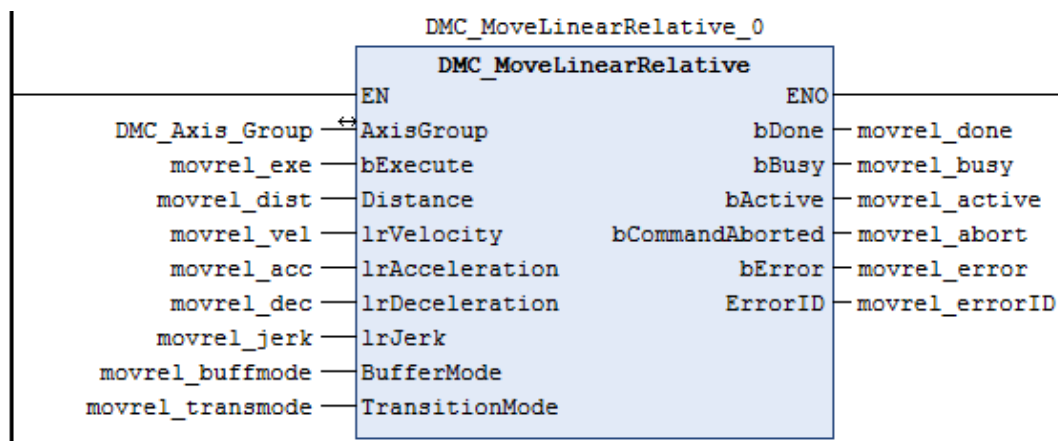 DMC_MoveLinearRelative_0
DMC_MoveLinearRelative
EN ENO
DMC_Axis_Group AxisGroup bDone movrel_done
movrel_exe bExecute bBusy movrel_busy
movrel_dist Distance bActive movrel_active
movrel_vel lrVelocity bCommandAborted movrel_abort
movrel_acc lrAcceleration bError movrel_error
movrel_dec lrDeceleration ErrorID movrel_errorID
movrel_jerk lrJerk
movrel_buffmode BufferMode
movrel_transmode TransitionMode